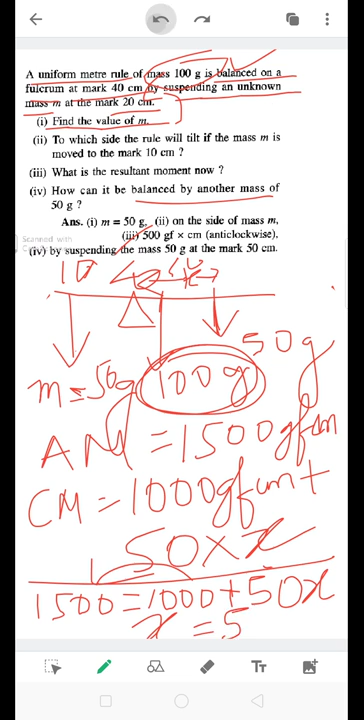 A uniform metre rule of mass 100 g is balanced on a
fulcrum at mark 40 cm by suspending an unknown
mass m at the mark 20 cm.
(i) Find the value of m.
(ii) To which side the rule will tilt if the mass m is
moved to the mark 10 cm ?
(iii) What is the resultant moment now ?
(iv) How can it be balanced by another mass of
50 g ?
Ans. (i) m = 50 g, (ii) on the side of mass m,
(iii) 500 gf × cm (anticlockwise),
(iv) by suspending the mass 50 g at the mark 50 cm.
Scanned with
10 40
m = 50g 100g 50g
AM = 1500gfcm
CM = 1000gfcm +
50 x x
1500 = 1000 + 50x
x = 5
TT